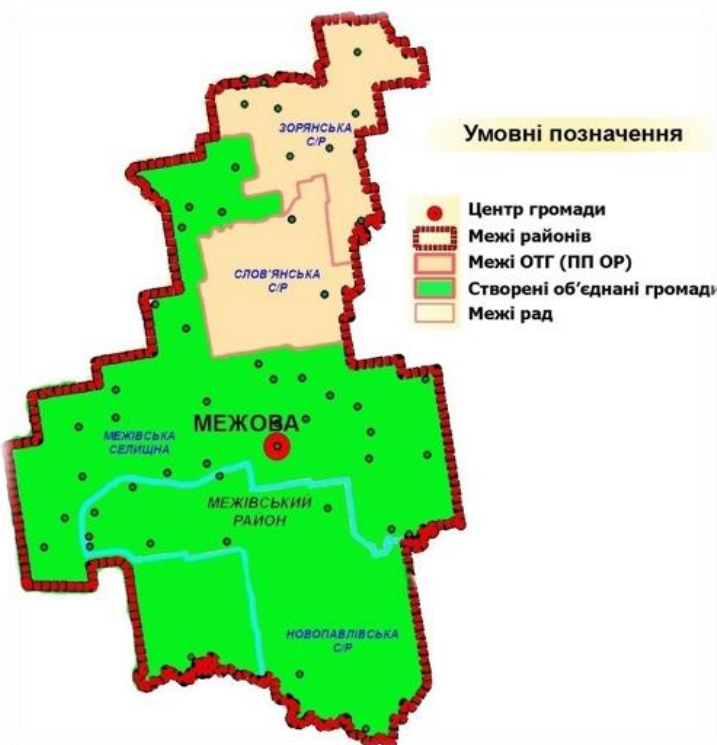 ЗОРЯНСЬКА
С/Р
Умовні позначення
Центр громади
Межі районів
Межі ОТГ (ПП ОР)
Створені об'єднані громади
Межі рад
СЛОВ'ЯНСЬКА
С/Р
МЕЖОВА
МЕЖІВСЬКА
СЕЛИЩНА
МЕЖІВСЬКИЙ
РАЙОН
НОВОПАВЛІВСЬКА
С/Р